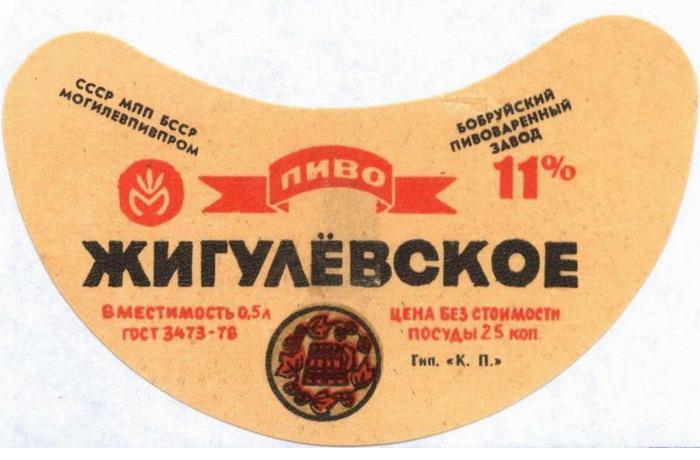 СССР МПП БССР
МОГИЛЕВПИВПРОМ
БОБРУЙСКИЙ
ПИВОВАРЕННЫЙ
ЗАВОД
11%
ПИВО
ЖИГУЛЁВСКОЕ
ВМЕСТИМОСТЬ 0,5 л
ГОСТ 3473-78
ЦЕНА БЕЗ СТОИМОСТИ
ПОСУДЫ 25 КОП.
Тип. «К. П.»